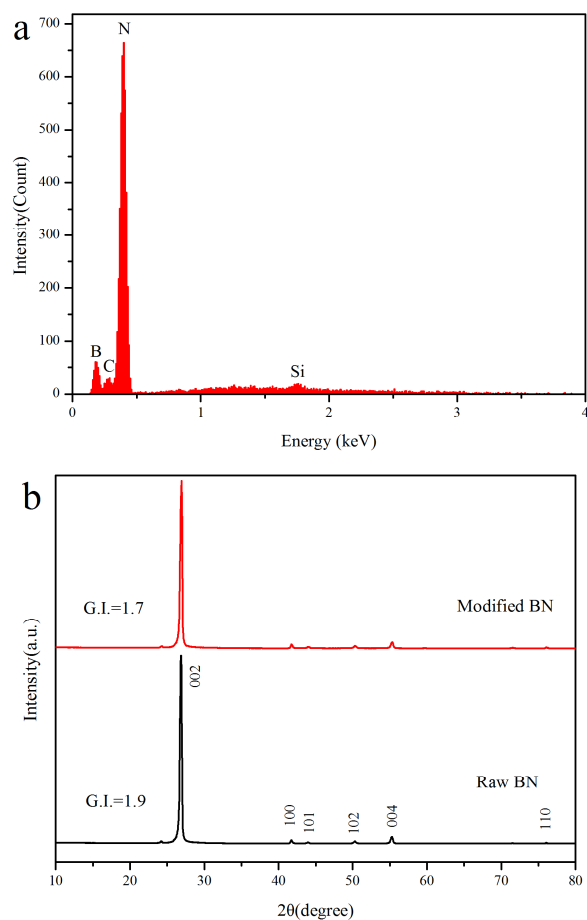 a
700
600
500
400
300
200
100
0
Intensity(Count)
N
B
C
Si
0 1 2 3 4
Energy (keV)
b
G.I.=1.7
Modified BN
002
G.I.=1.9
Raw BN
100
101
102
004
110
Intensity(a.u.)
10 20 30 40 50 60 70 80
2θ(degree)